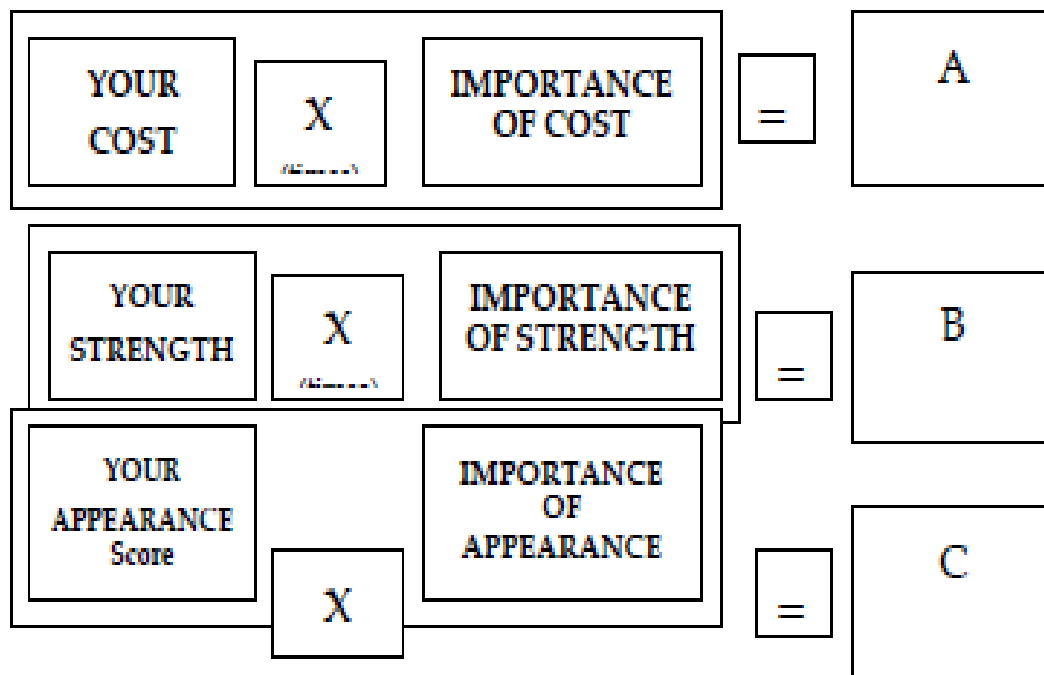 YOUR
COST
X
IMPORTANCE
OF COST
=
A
YOUR
STRENGTH
X
IMPORTANCE
OF STRENGTH
=
B
YOUR
APPEARANCE
Score
X
IMPORTANCE
OF
APPEARANCE
=
C